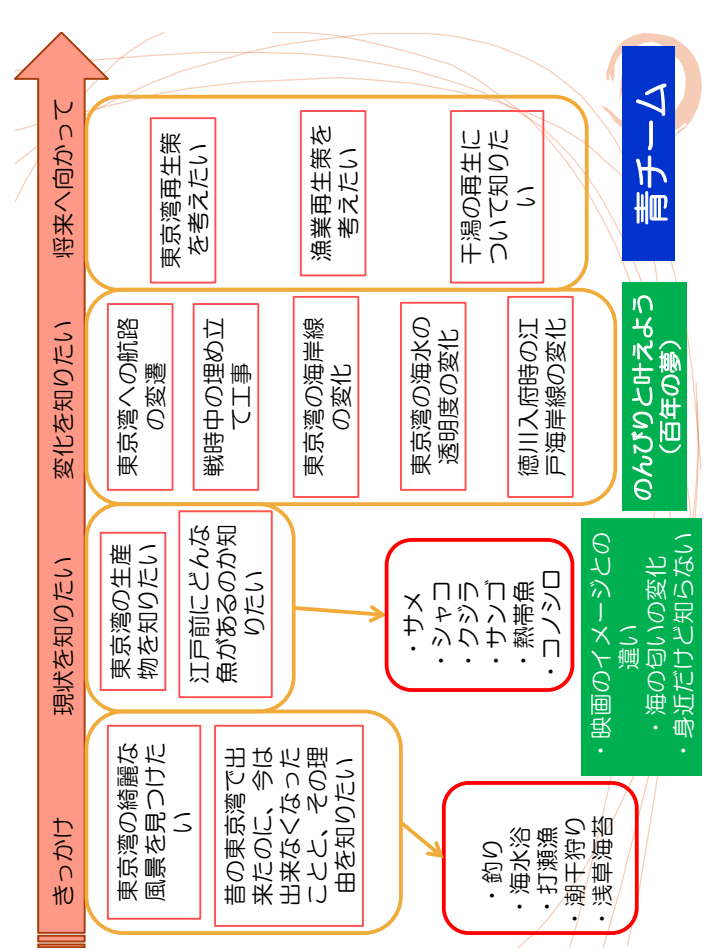 青チーム
のんびりと叶えよう
（百年の夢）
・映画のイメージとの
違い
・海の匂いの変化
・身近だけど知らない
きっかけ
現状を知りたい
変化を知りたい
将来へ向かって
東京湾の綺麗な
風景を見つけた
い
昔の東京湾で出
来たのに、今は
出来なくなった
ことと、その理
由を知りたい
・釣り
・海水浴
・打瀬漁
・潮干狩り
・浅草海苔
東京湾の生産
物を知りたい
江戸前にどんな
魚があるのか知
りたい
・サメ
・シャコ
・クジラ
・サンゴ
・熱帯魚
・コノシロ
東京湾への航路
の変遷
戦時中の埋め立
て工事
東京湾の海岸線
の変化
東京湾の海水の
透明度の変化
徳川入府時の江
戸海岸線の変化
東京湾再生策
を考えたい
漁業再生策を
考えたい
干潟の再生に
ついて知りた
い